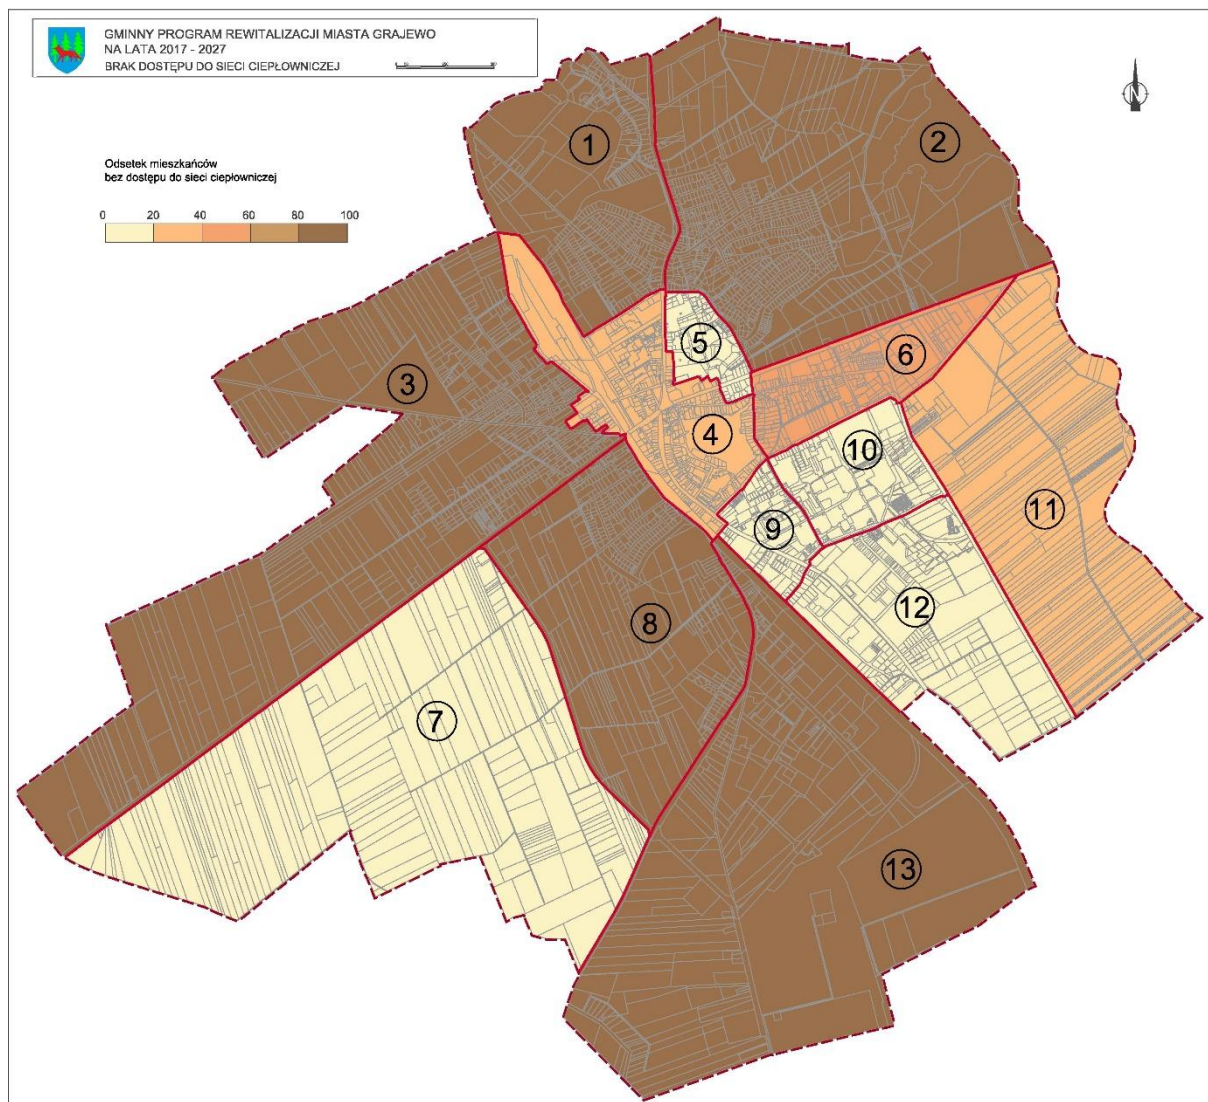 GMINNY PROGRAM REWITALIZACJI MIASTA GRAJEWO
NA LATA 2017 - 2027
BRAK DOSTĘPU DO SIECI CIEPŁOWNICZEJ
N
Odsetek mieszkańców
bez dostępu do sieci ciepłowniczej
0 20 40 60 80 100
1
2
5
6
3
4
10
11
9
12
8
7
13